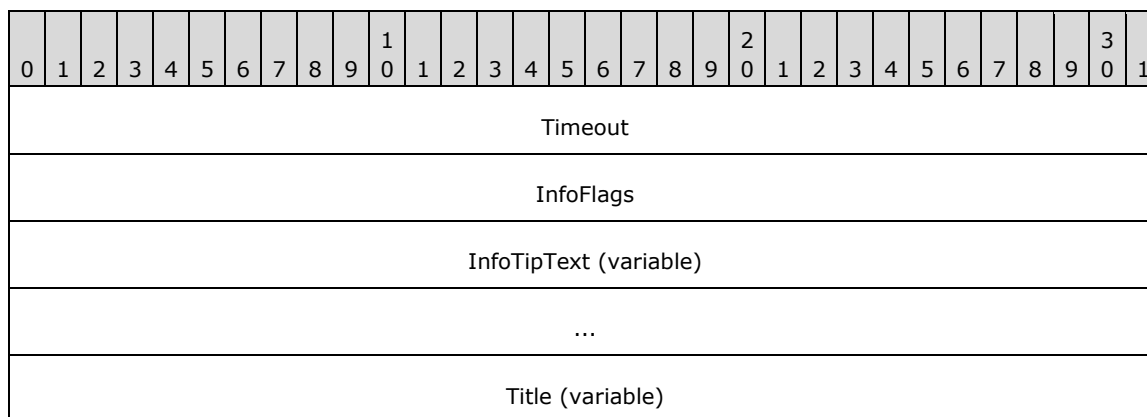 1 2 3
0 1 2 3 4 5 6 7 8 9 0 1 2 3 4 5 6 7 8 9 0 1 2 3 4 5 6 7 8 9 0 1
Timeout
InfoFlags
InfoTipText (variable)
...
Title (variable)